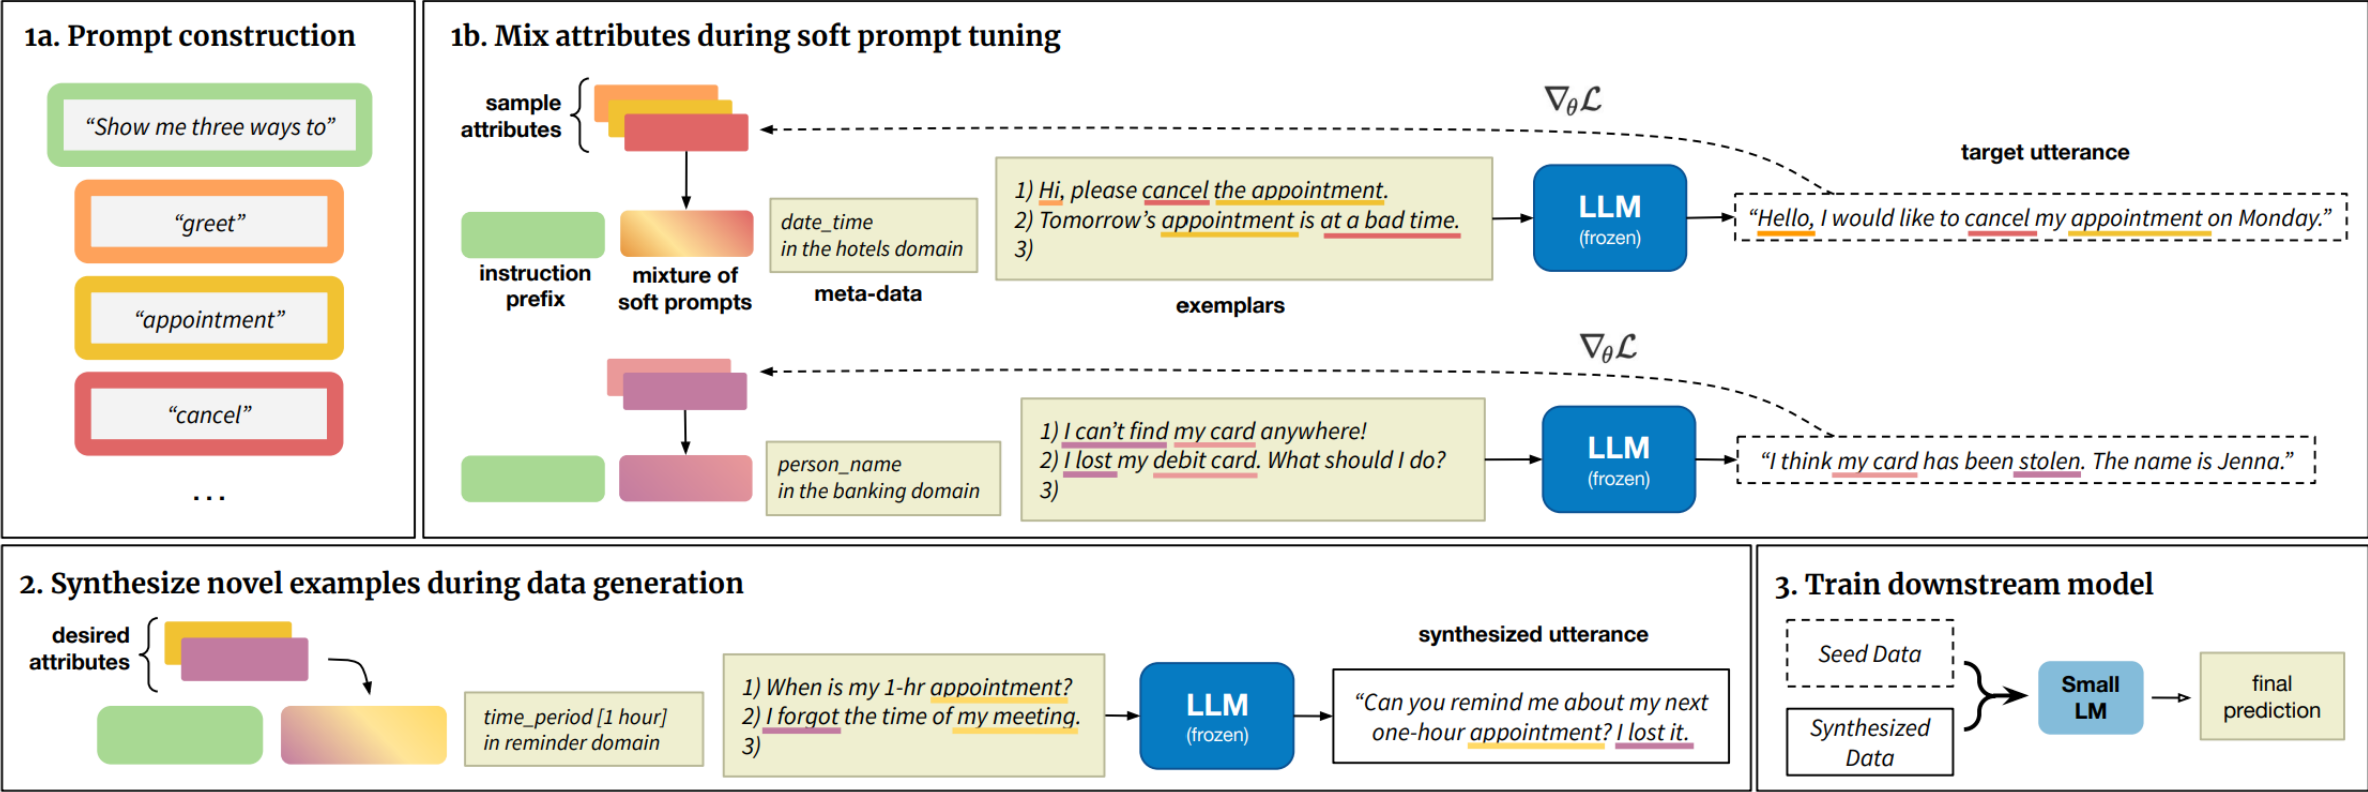 1a. Prompt construction
“Show me three ways to”
“greet”
“appointment”
“cancel”
...
1b. Mix attributes during soft prompt tuning
sample
attributes
instruction
prefix
mixture of
soft prompts
date_time
in the hotels domain
meta-data
1) Hi, please cancel the appointment.
2) Tomorrow’s appointment is at a bad time.
3)
exemplars
LLM
(frozen)
∇θℒ
target utterance
“Hello, I would like to cancel my appointment on Monday.”
person_name
in the banking domain
1) I can’t find my card anywhere!
2) I lost my debit card. What should I do?
3)
LLM
(frozen)
∇θℒ
“I think my card has been stolen. The name is Jenna.”
2. Synthesize novel examples during data generation
desired
attributes
time_period [1 hour]
in reminder domain
1) When is my 1-hr appointment?
2) I forgot the time of my meeting.
3)
LLM
(frozen)
synthesized utterance
“Can you remind me about my next
one-hour appointment? I lost it.
3. Train downstream model
Seed Data
Synthesized
Data
Small
LM
final
prediction